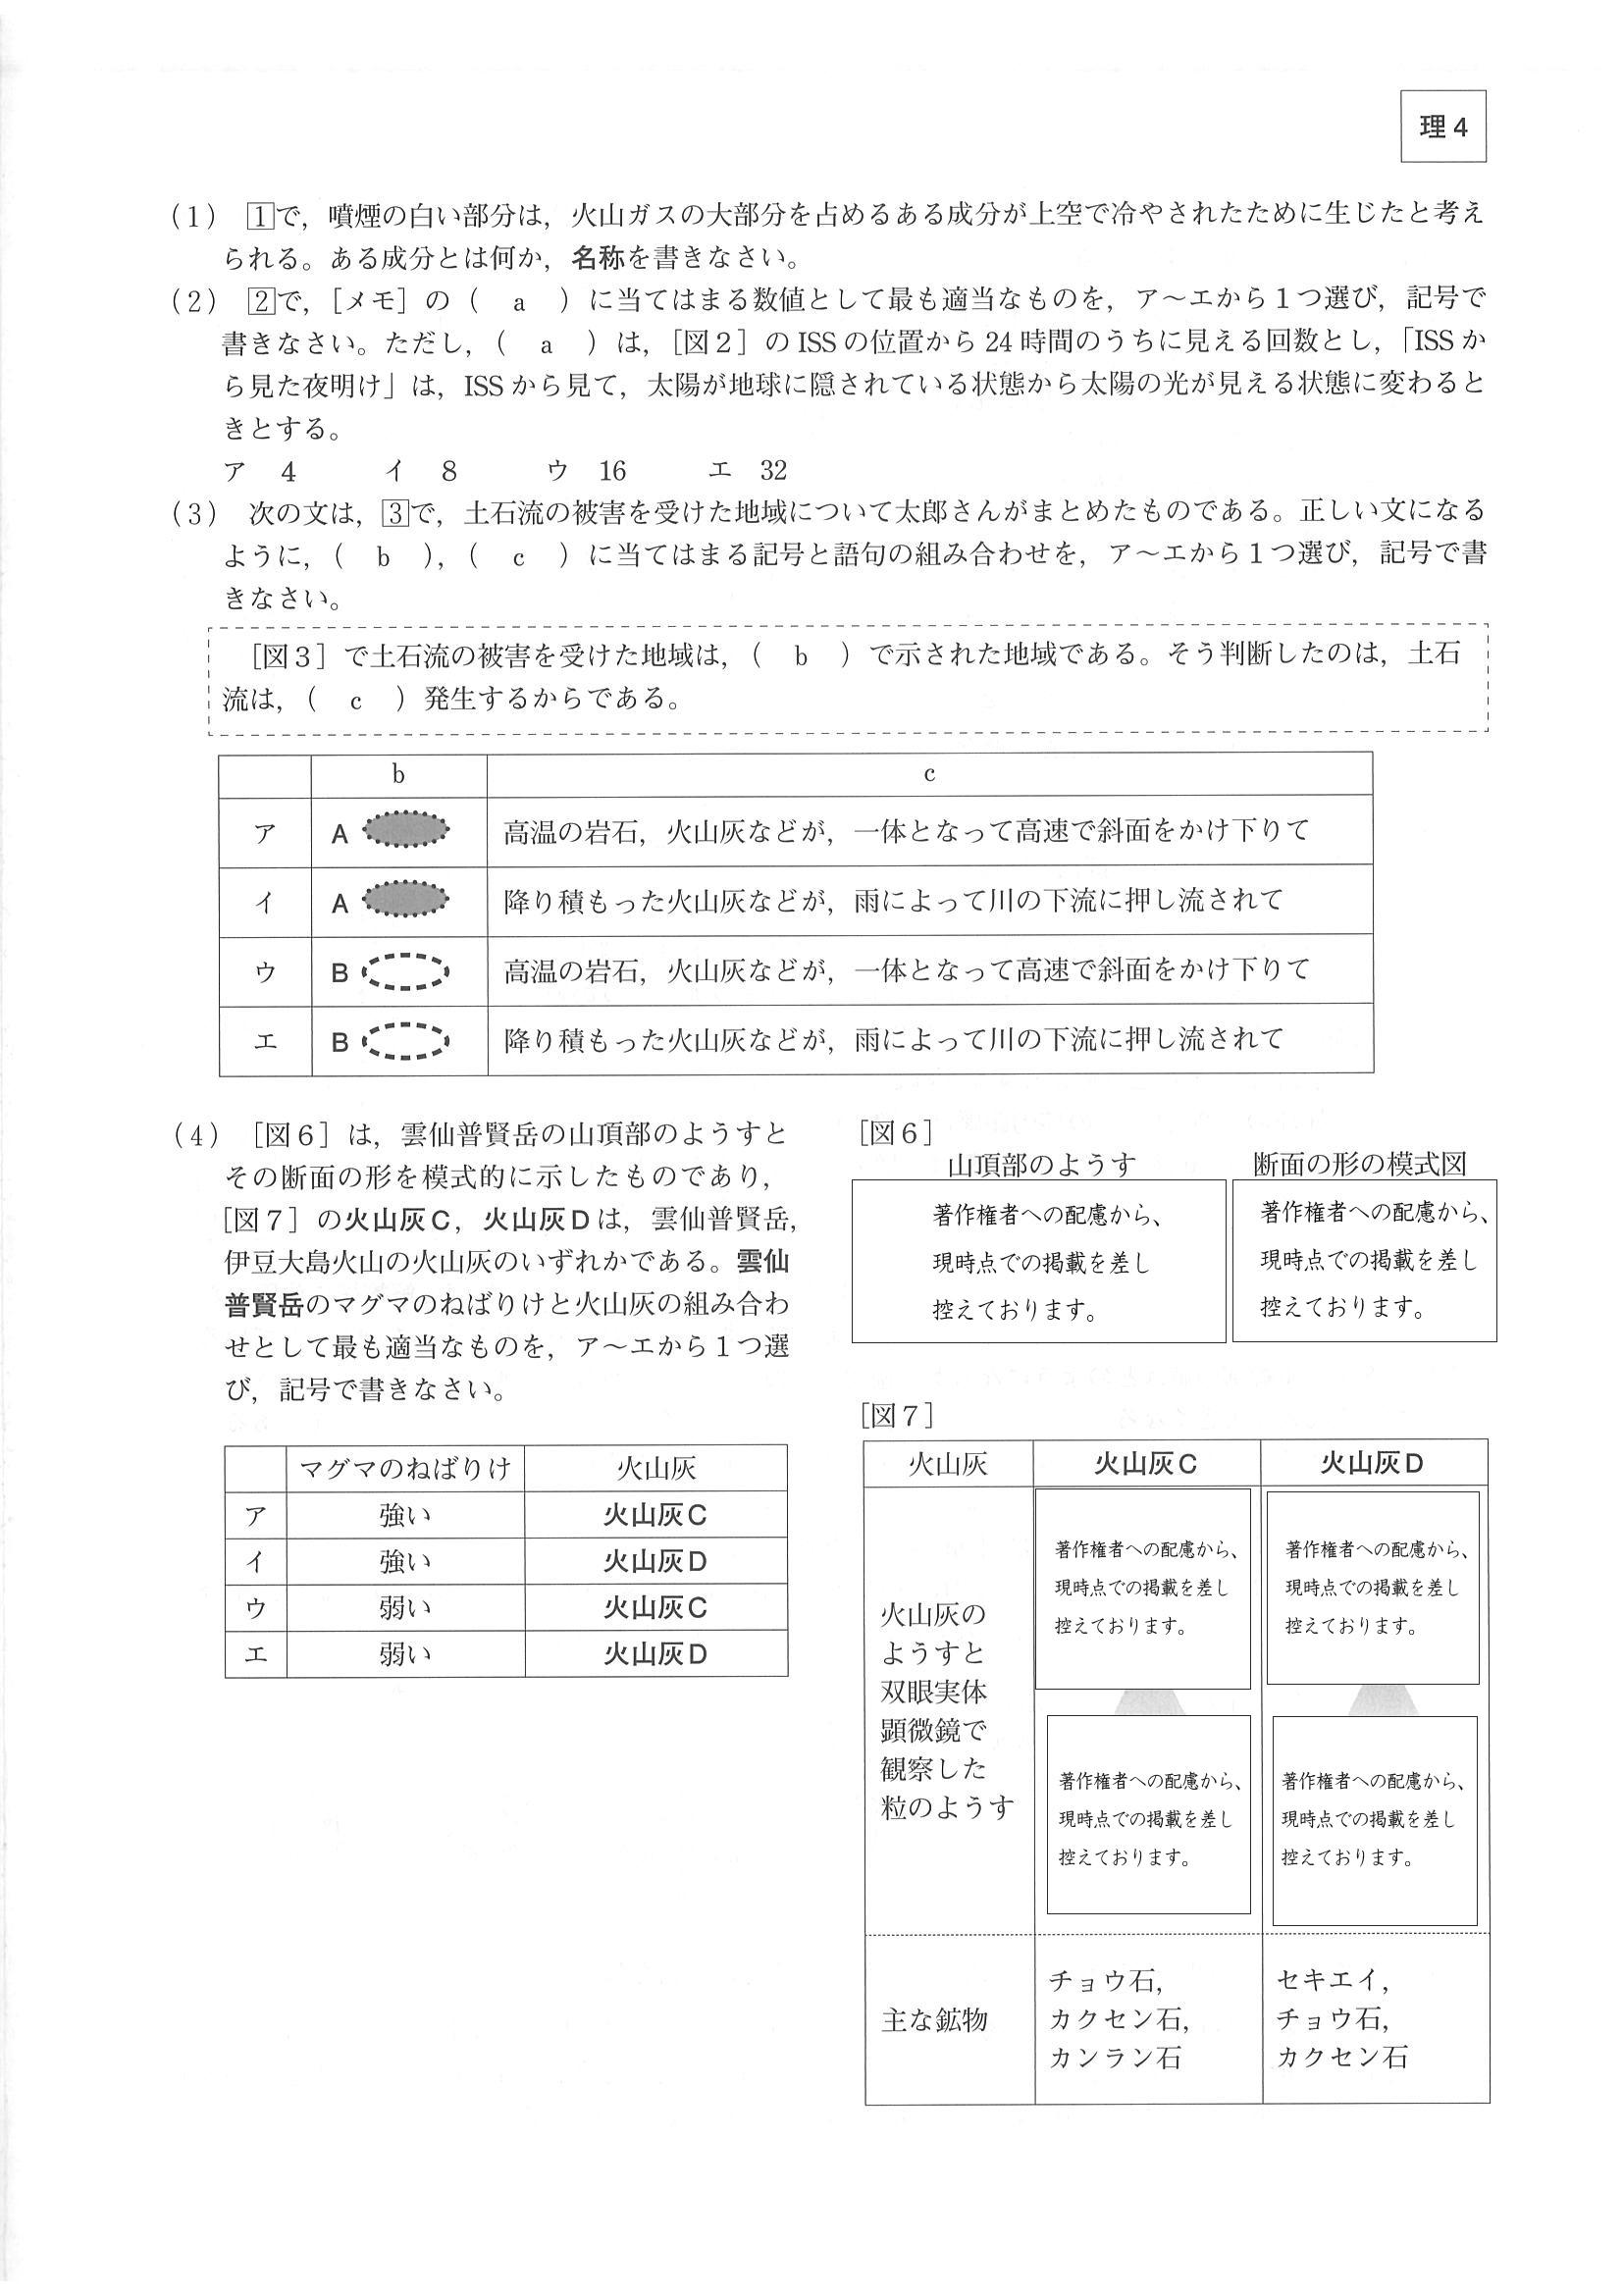 理4
（1） 1で，噴煙の白い部分は，火山ガスの大部分を占めるある成分が上空で冷やされたために生じたと考え
られる。ある成分とは何か，名称を書きなさい。
（2） 2で，［メモ］の（　a　）に当てはまる数値として最も適当なものを，ア～エから1つ選び，記号で
書きなさい。ただし，（　a　）は，［図2］のISSの位置から24時間のうちに見える回数とし，「ISSか
ら見た夜明け」は，ISSから見て，太陽が地球に隠されている状態から太陽の光が見える状態に変わると
きとする。
ア　4　　イ　8　　ウ　16　　エ　32
（3） 次の文は，3で，土石流の被害を受けた地域について太郎さんがまとめたものである。正しい文になる
ように，（　b　），（　c　）に当てはまる記号と語句の組み合わせを，ア～エから1つ選び，記号で書
きなさい。
［図3］で土石流の被害を受けた地域は，（　b　）で示された地域である。そう判断したのは，土石
流は，（　c　）発生するからである。
b　c
ア　A　高温の岩石，火山灰などが，一体となって高速で斜面をかけ下りて
イ　A　降り積もった火山灰などが，雨によって川の下流に押し流されて
ウ　B　高温の岩石，火山灰などが，一体となって高速で斜面をかけ下りて
エ　B　降り積もった火山灰などが，雨によって川の下流に押し流されて
（4） ［図6］は，雲仙普賢岳の山頂部のようすと
その断面の形を模式的に示したものであり，
［図7］の火山灰C，火山灰Dは，雲仙普賢岳，
伊豆大島火山の火山灰のいずれかである。雲仙
普賢岳のマグマのねばりけと火山灰の組み合わ
せとして最も適当なものを，ア～エから1つ選
び，記号で書きなさい。
マグマのねばりけ　火山灰
ア　強い　火山灰C
イ　強い　火山灰D
ウ　弱い　火山灰C
エ　弱い　火山灰D
［図6］
山頂部のようす　断面の形の模式図
著作権者への配慮から、
現時点での掲載を差し
控えております。
著作権者への配慮から、
現時点での掲載を差し
控えております。
［図7］
火山灰　火山灰C　火山灰D
火山灰の
ようすと
双眼実体
顕微鏡で
観察した
粒のようす
著作権者への配慮から、
現時点での掲載を差し
控えております。
著作権者への配慮から、
現時点での掲載を差し
控えております。
著作権者への配慮から、
現時点での掲載を差し
控えております。
著作権者への配慮から、
現時点での掲載を差し
控えております。
主な鉱物
チョウ石，
カクセン石，
カンラン石
セキエイ，
チョウ石，
カクセン石